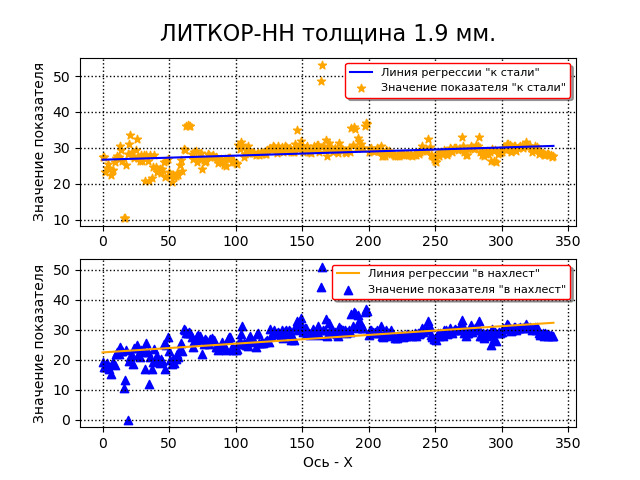 ЛИТКОР-НН толщина 1.9 мм.
Значение показателя
50
40
30
20
10
Линия регрессии "к стали"
Значение показателя "к стали"
0 50 100 150 200 250 300 350
Значение показателя
50
40
30
20
10
0
Линия регрессии "в нахлест"
Значение показателя "в нахлест"
0 50 100 150 200 250 300 350
Ось - X